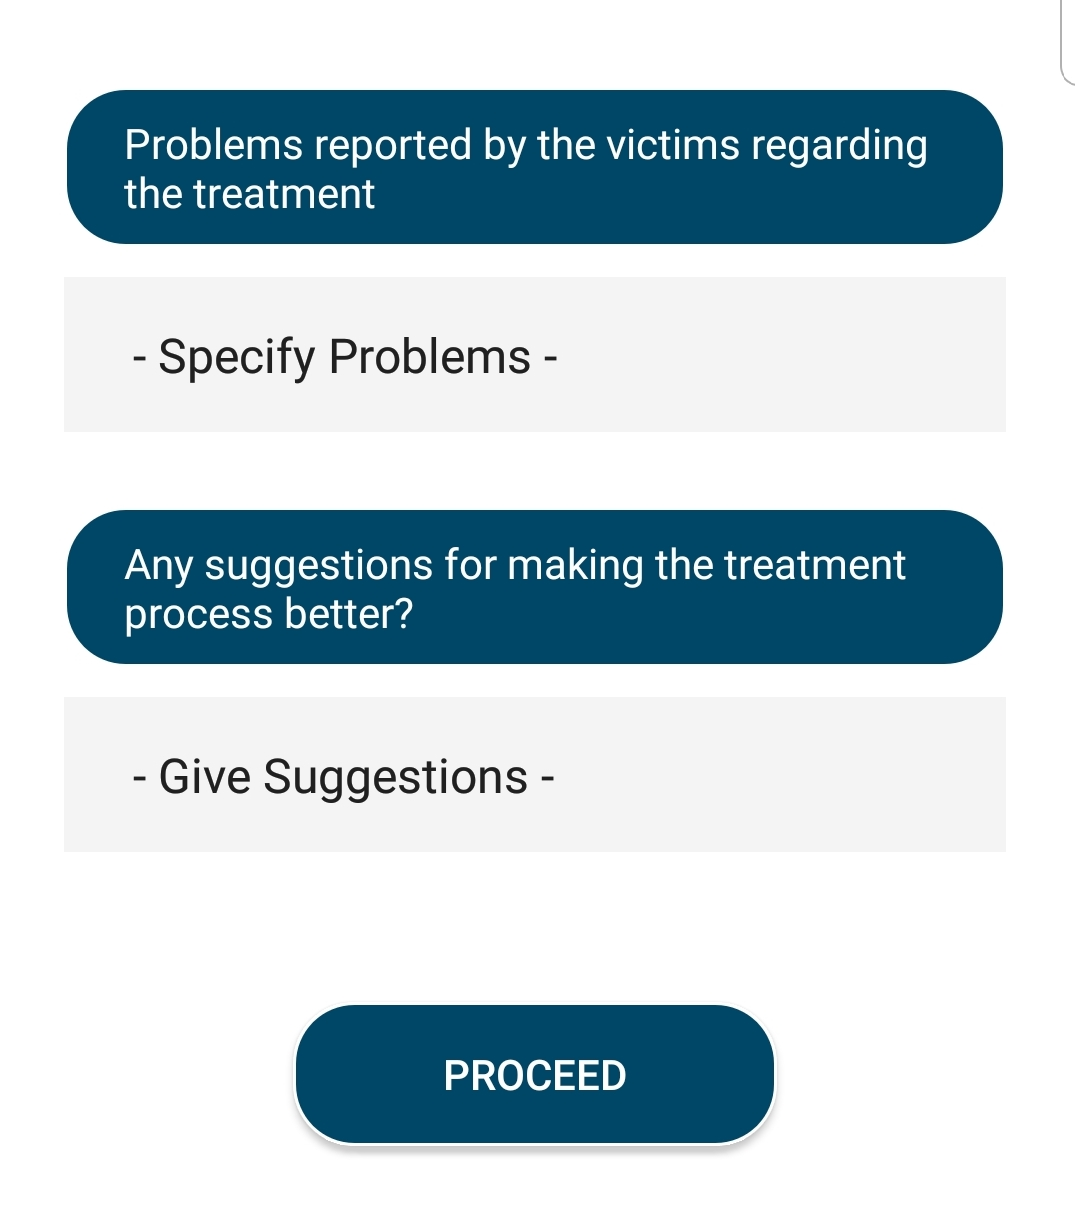 Problems reported by the victims regarding
the treatment
- Specify Problems -
Any suggestions for making the treatment
process better?
- Give Suggestions -
PROCEED